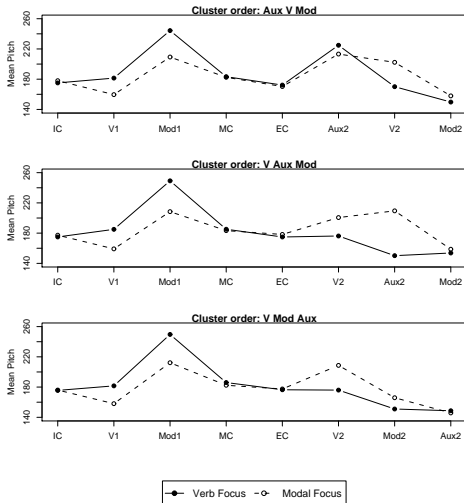 Cluster order: Aux V Mod
Mean Pitch
260
220
180
140
IC V1 Mod1 MC EC Aux2 V2 Mod2
Cluster order: V Aux Mod
Mean Pitch
260
220
180
140
IC V1 Mod1 MC EC V2 Aux2 Mod2
Cluster order: V Mod Aux
Mean Pitch
260
220
180
140
IC V1 Mod1 MC EC V2 Mod2 Aux2
Verb Focus Modal Focus